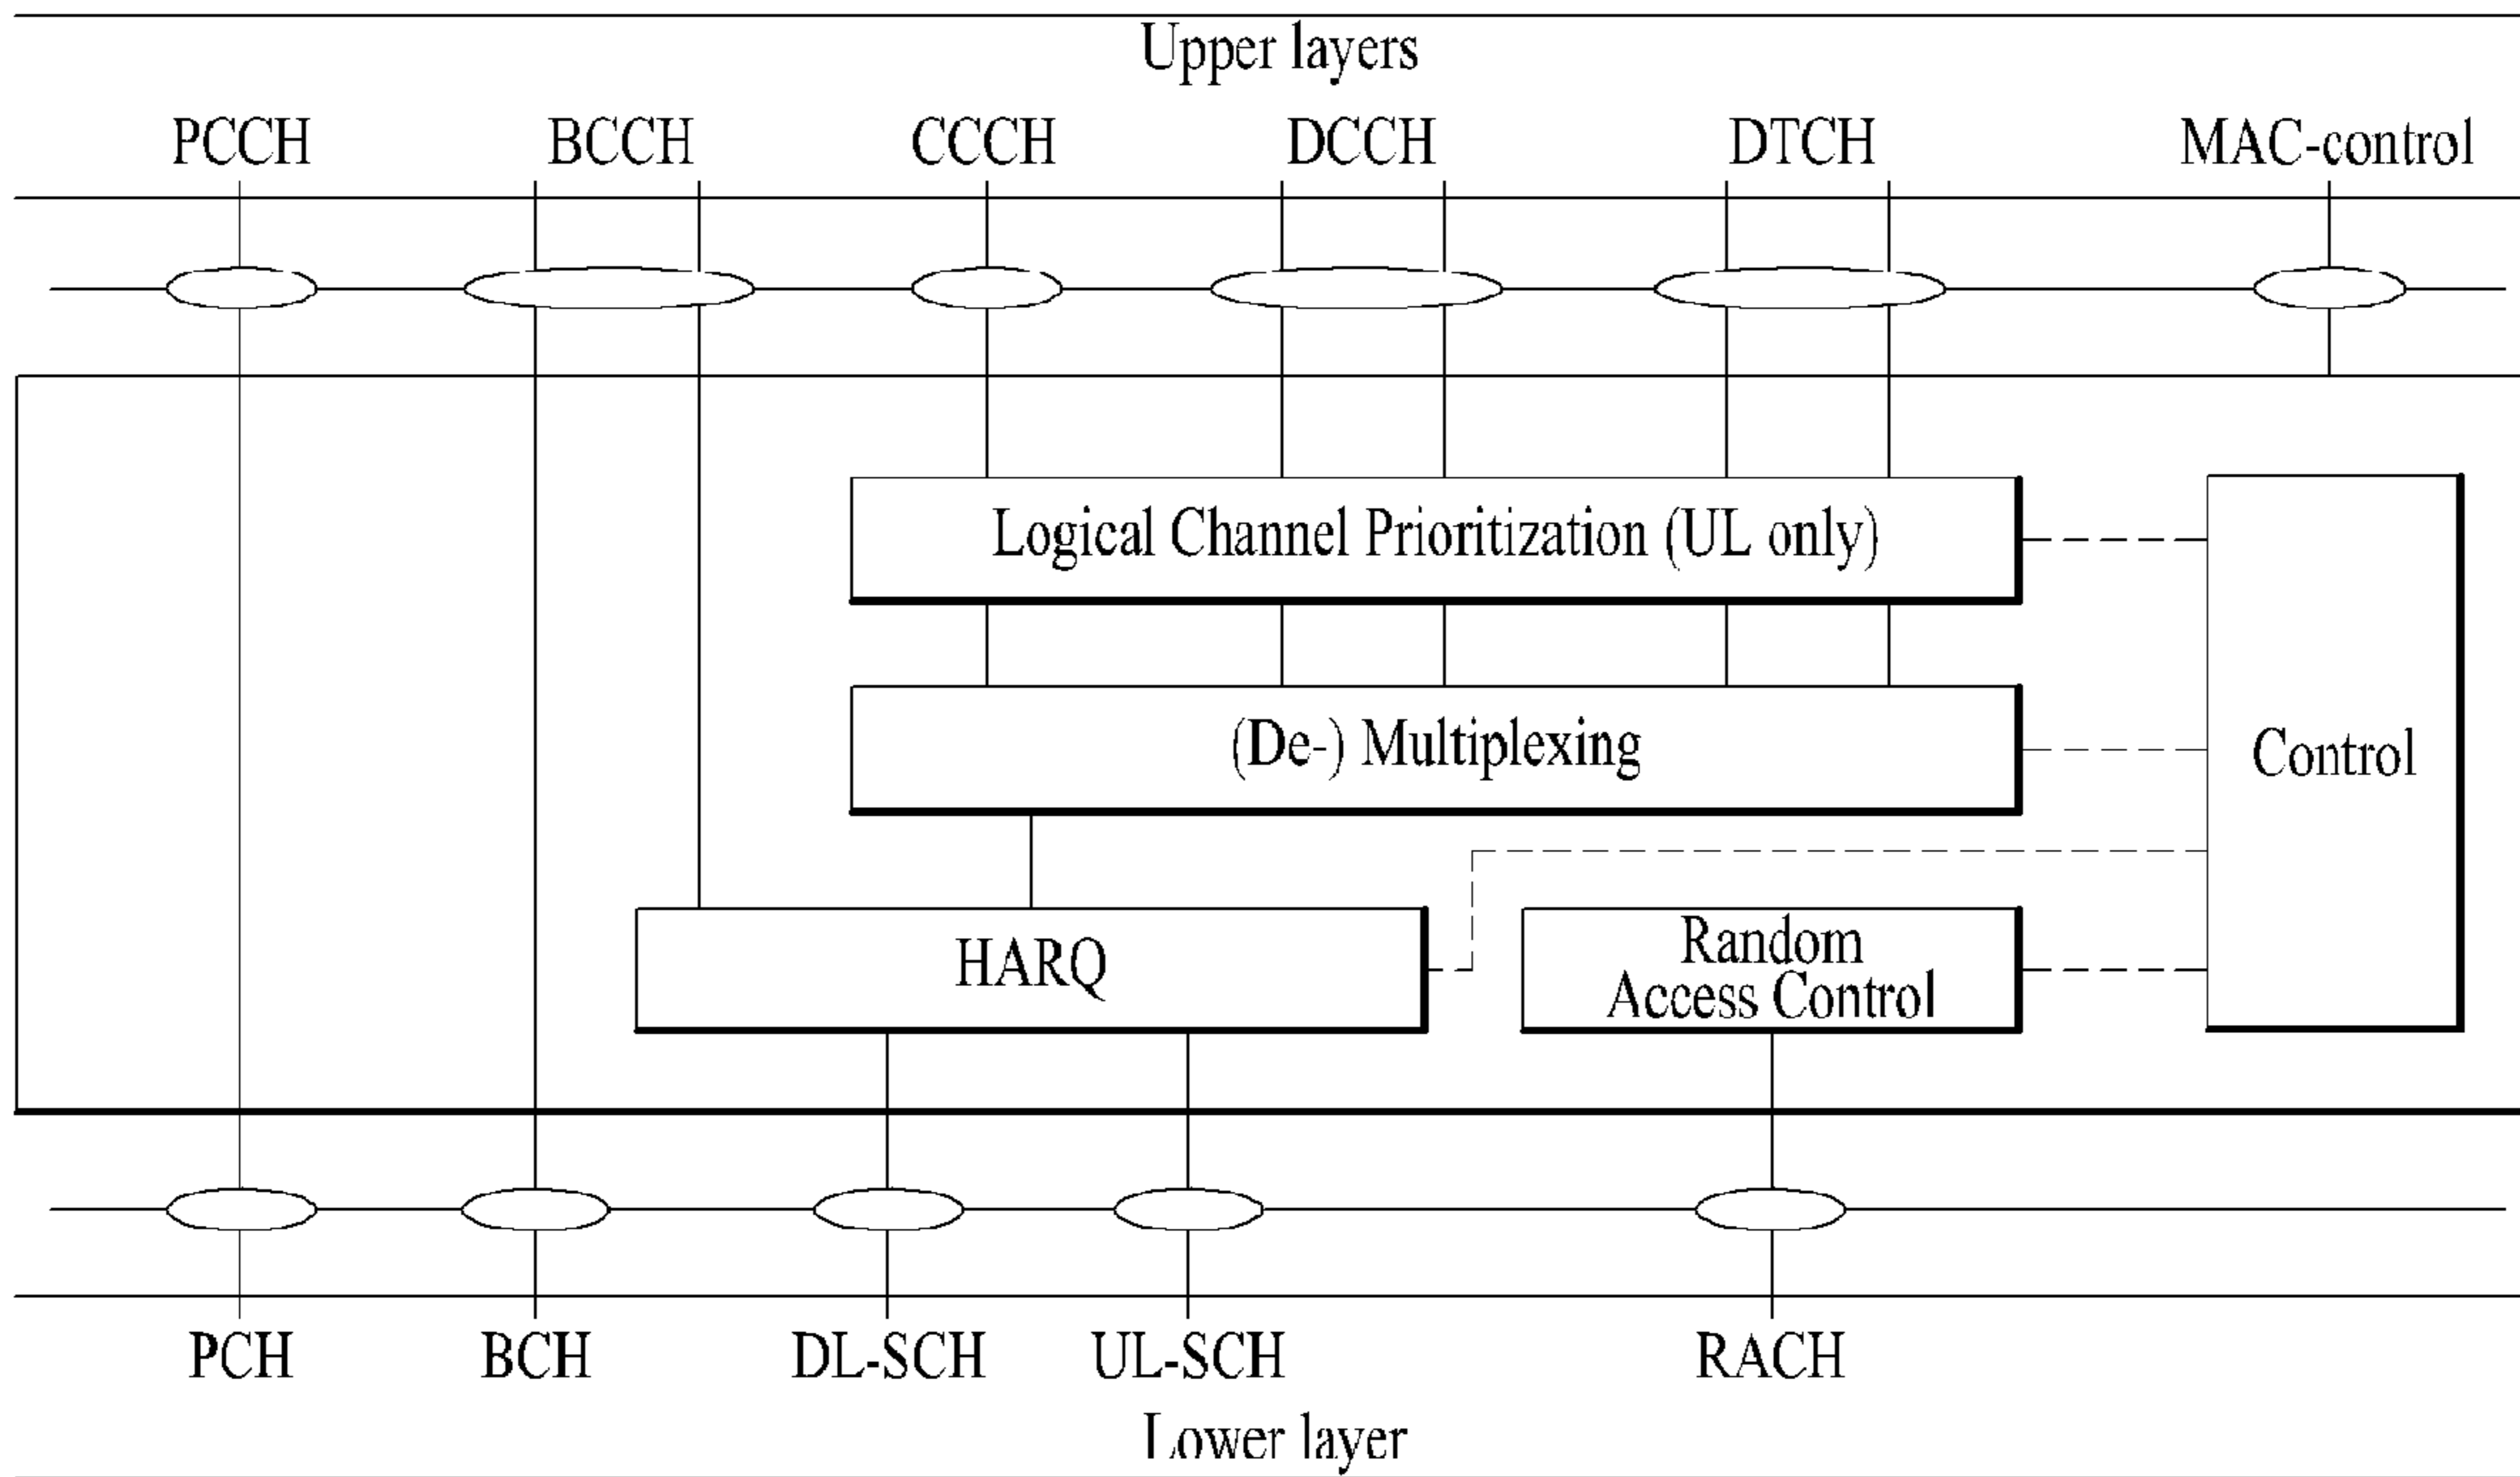 Upper layers
PCCH BCCH CCCH DCCH DTCH MAC-control
Logical Channel Prioritization (UL only)
(De-) Multiplexing
Control
HARQ
Random
Access Control
PCH BCH DL-SCH UL-SCH RACH
Lower layer